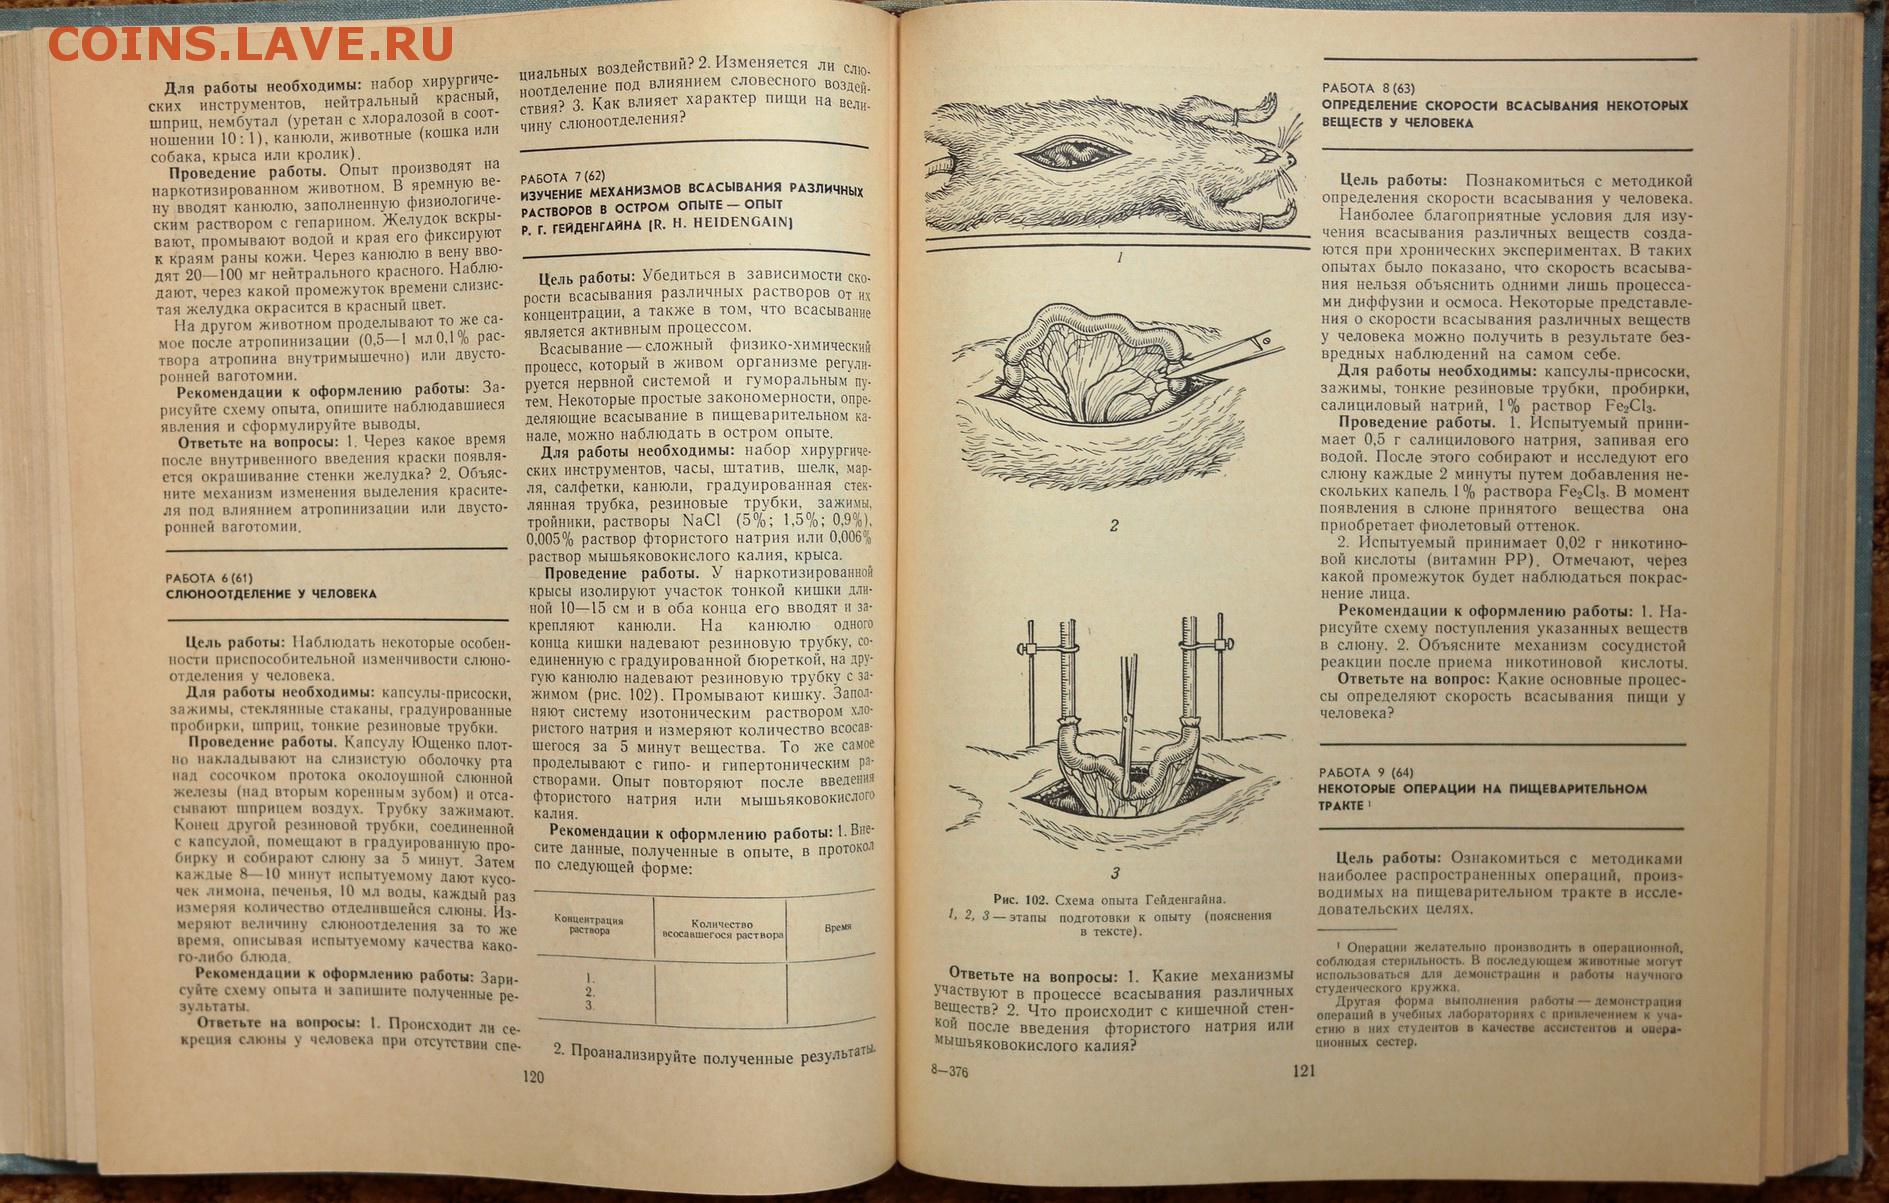 COINS.LAVE.RU
Для работы необходимы: набор хирургиче-
ских инструментов, нейтральный красный,
шприц, нембутал (уретан с хлоралозой в соот-
ношении 10 : 1), канюли, животные (кошка или
собака, крыса или кролик).
Проведение работы. Опыт производят на
наркотизированном животном. В яремную ве-
ну вводят канюлю, заполненную физиологиче-
ским раствором с гепарином. Желудок вскры-
вают, промывают водой и края его фиксируют
к краям раны кожи. Через канюлю в вену вво-
дят 20—100 мг нейтрального красного. Наблю-
дают, через какой промежуток времени слизис-
тая желудка окрасится в красный цвет.
На другом животном проделывают то же са-
мое после атропинизации (0,5—1 мл 0,1% рас-
твора атропина внутримышечно) или двусто-
ронней ваготомии.
Рекомендации к оформлению работы: За-
рисуйте схему опыта, опишите наблюдавшиеся
явления и сформулируйте выводы.
Ответьте на вопросы: 1. Через какое время
после внутривенного введения краски появля-
ется окрашивание стенки желудка? 2. Объяс-
ните механизм изменения выделения красите-
ля под влиянием атропинизации или двусто-
ронней ваготомии.
РАБОТА 6 (61)
СЛЮНООТДЕЛЕНИЕ У ЧЕЛОВЕКА
Цель работы: Наблюдать некоторые особен-
ности приспособительной изменчивости слюно-
отделения у человека.
Для работы необходимы: капсулы-присоски,
зажимы, стеклянные стаканы, градуированные
пробирки, шприц, тонкие резиновые трубки.
Проведение работы. Капсулу Ющенко плот-
но накладывают на слизистую оболочку рта
над сосочком протока околоушной слюнной
железы (над вторым коренным зубом) и отса-
сывают шприцем воздух. Трубку зажимают.
Конец другой резиновой трубки, соединенной
с капсулой, помещают в градуированную про-
бирку и собирают слюну за 5 минут. Затем
каждые 8—10 минут испытуемому дают кусо-
чек лимона, печенья, 10 мл воды, каждый раз
измеряя количество отделившейся слюны. Из-
меряют величину слюноотделения за то же
время, описывая испытуемому качества како-
го-либо блюда.
Рекомендации к оформлению работы: Зари-
суйте схему опыта и запишите полученные ре-
зультаты.
Ответьте на вопросы: 1. Происходит ли се-
креция слюны у человека при отсутствии спе-
циальных воздействий? 2. Изменяется ли слю-
ноотделение под влиянием словесного воздей-
ствия? 3. Как влияет характер пищи на вели-
чину слюноотделения?
РАБОТА 7 (62)
ИЗУЧЕНИЕ МЕХАНИЗМОВ ВСАСЫВАНИЯ РАЗЛИЧНЫХ
РАСТВОРОВ В ОСТРОМ ОПЫТЕ — ОПЫТ
Р. Г. ГЕЙДЕНГАЙНА (R. H. HEIDENGAIN)
Цель работы: Убедиться в зависимости ско-
рости всасывания различных растворов от их
концентрации, а также в том, что всасывание
является активным процессом.
Всасывание — сложный физико-химический
процесс, который в живом организме регули-
руется нервной системой и гуморальным пу-
тем. Некоторые простые закономерности, опре-
деляющие всасывание в пищеварительном ка-
нале, можно наблюдать в остром опыте.
Для работы необходимы: набор хирургиче-
ских инструментов, часы, штатив, шелк, мар-
ля, салфетки, канюли, градуированная стек-
лянная трубка, резиновые трубки, зажимы,
тройники, растворы NaCl (5%; 1,5%; 0,9%),
0,005% раствор фтористого натрия или 0,006%
раствор мышьяковокислого калия, крыса.
Проведение работы. У наркотизированной
крысы изолируют участок тонкой кишки дли-
ной 10—15 см и в оба конца его вводят и за-
крепляют канюли. На канюлю одного
конца кишки надевают резиновую трубку, со-
единенную с градуированной бюреткой, на дру-
гую канюлю надевают резиновую трубку с за-
жимом (рис. 102). Промывают кишку. Запол-
няют систему изотоническим раствором хло-
ристого натрия и измеряют количество всосав-
шегося за 5 минут вещества. То же самое
проделывают с гипо- и гипертоническим ра-
створами. Опыт повторяют после введения
фтористого натрия или мышьяковокислого
калия.
Рекомендации к оформлению работы: 1. Вне-
сите данные, полученные в опыте, в протокол
по следующей форме:
Концентрация раствора
Количество всосавшегося раствора
Время
1.
2.
3.
2. Проанализируйте полученные результаты.
120
1
2
3
Рис. 102. Схема опыта Гейденгайна.
1, 2, 3 — этапы подготовки к опыту (пояснения
в тексте).
Ответьте на вопросы: 1. Какие механизмы
участвуют в процессе всасывания различных
веществ? 2. Что происходит с кишечной стен-
кой после введения фтористого натрия или
мышьяковокислого калия?
8—376
121
РАБОТА 8 (63)
ОПРЕДЕЛЕНИЕ СКОРОСТИ ВСАСЫВАНИЯ НЕКОТОРЫХ
ВЕЩЕСТВ У ЧЕЛОВЕКА
Цель работы: Познакомиться с методикой
определения скорости всасывания у человека.
Наиболее благоприятные условия для изу-
чения всасывания различных веществ созда-
ются при хронических экспериментах. В таких
опытах было показано, что скорость всасыва-
ния нельзя объяснить одними лишь процесса-
ми диффузии и осмоса. Некоторые представле-
ния о скорости всасывания различных веществ
у человека можно получить в результате без-
вредных наблюдений на самом себе.
Для работы необходимы: капсулы-присоски,
зажимы, тонкие резиновые трубки, пробирки,
салициловый натрий, 1% раствор Fe₂Cl₃.
Проведение работы. 1. Испытуемый прини-
мает 0,5 г салицилового натрия, запивая его
водой. После этого собирают и исследуют его
слюну каждые 2 минуты путем добавления не-
скольких капель 1% раствора Fe₂Cl₃. В момент
появления в слюне принятого вещества она
приобретает фиолетовый оттенок.
2. Испытуемый принимает 0,02 г никотино-
вой кислоты (витамин РР). Отмечают, через
какой промежуток будет наблюдаться покрас-
нение лица.
Рекомендации к оформлению работы: 1. На-
рисуйте схему поступления указанных веществ
в слюну. 2. Объясните механизм сосудистой
реакции после приема никотиновой кислоты.
Ответьте на вопрос: Какие основные процес-
сы определяют скорость всасывания пищи у
человека?
РАБОТА 9 (64)
НЕКОТОРЫЕ ОПЕРАЦИИ НА ПИЩЕВАРИТЕЛЬНОМ
ТРАКТЕ ¹
Цель работы: Ознакомиться с методиками
наиболее распространенных операций, произ-
водимых на пищеварительном тракте в иссле-
довательских целях.
¹ Операции желательно производить в операционной,
соблюдая стерильность. В последующем животные могут
использоваться для демонстрации и работы научного
студенческого кружка.
Другая форма выполнения работы — демонстрация
операций в учебных лабораториях с привлечением к уча-
стию в них студентов в качестве ассистентов и опера-
ционных сестер.